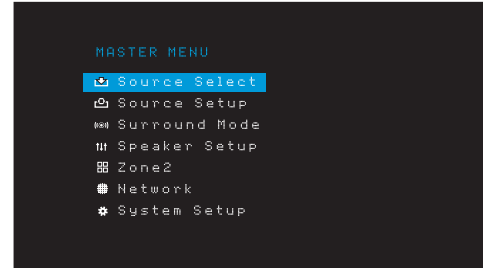 MASTER MENU
Source Select
Source Setup
Surround Mode
Speaker Setup
Zone2
Network
System Setup